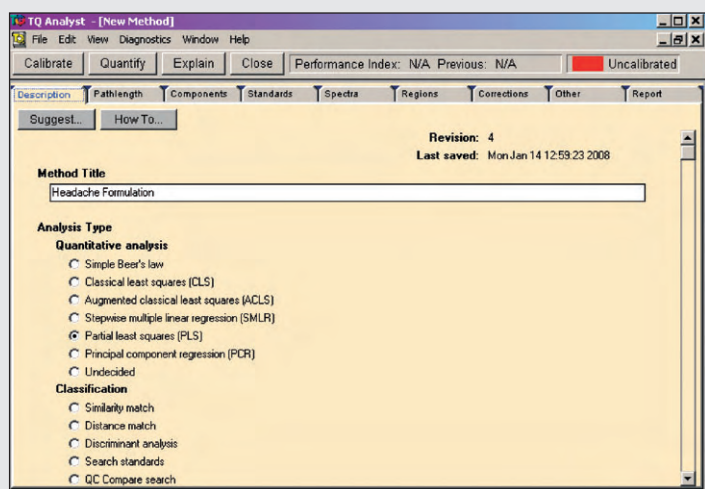 TQ Analyst - [New Method]
File Edit View Diagnostics Window Help
Calibrate Quantify Explain Close Performance Index: N/A Previous: N/A Uncalibrated
Description Pathlength Components Standards Spectra Regions Corrections Other Report
Suggest... How To...
Revision: 4
Last saved: Mon Jan 14 12:59:23 2008
Method Title
Headache Formulation
Analysis Type
Quantitative analysis
Simple Beer's law
Classical least squares (CLS)
Augmented classical least squares (ACLS)
Stepwise multiple linear regression (SMLR)
Partial least squares (PLS)
Principal component regression (PCR)
Undecided
Classification
Similarity match
Distance match
Discriminant analysis
Search standards
QC Compare search